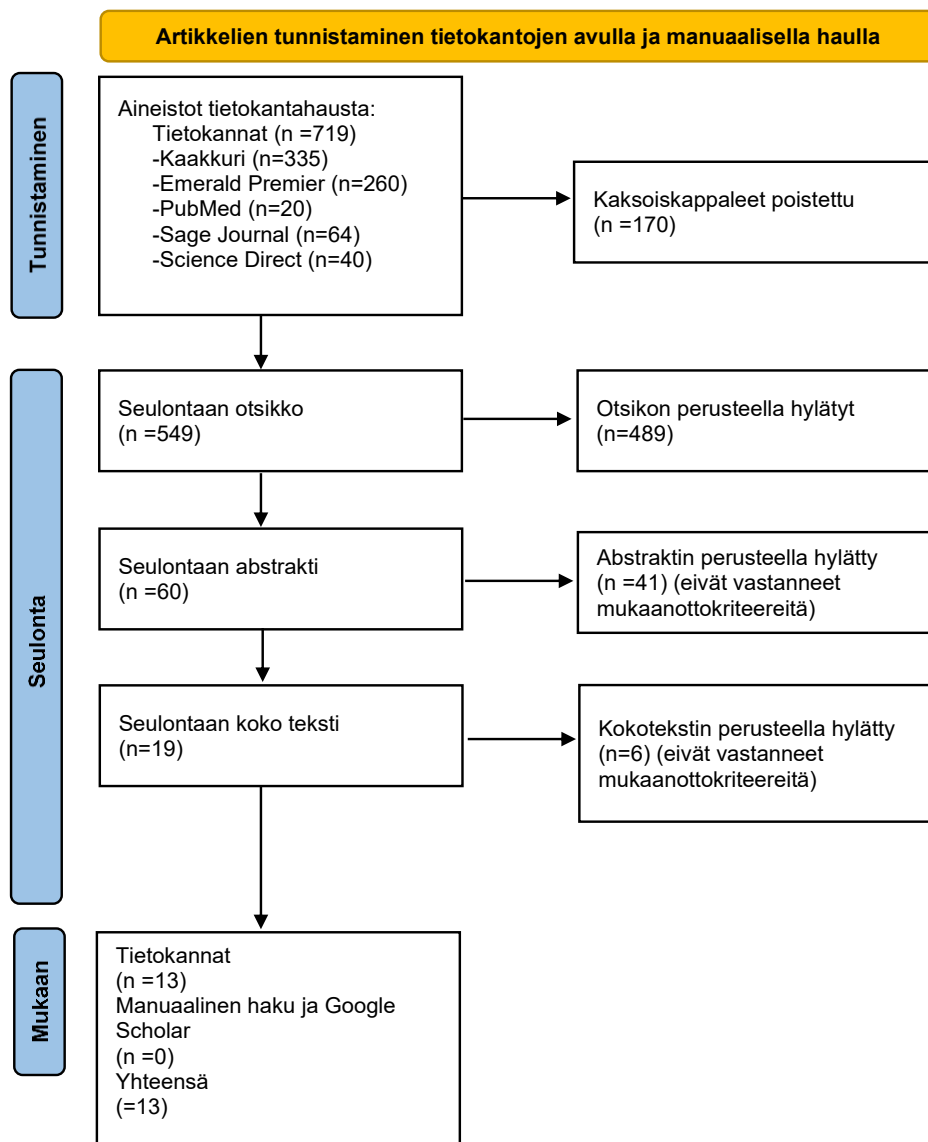 Artikkelien tunnistaminen tietokantojen avulla ja manuaalisella haulla
Tunnistaminen
Aineistot tietokantahausta:
Tietokannat (n =719)
-Kaakkuri (n=335)
-Emerald Premier (n=260)
-PubMed (n=20)
-Sage Journal (n=64)
-Science Direct (n=40)
Kaksoiskappaleet poistettu
(n =170)
Seulonta
Seulontaan otsikko
(n =549)
Otsikon perusteella hylätyt
(n=489)
Seulontaan abstrakti
(n =60)
Abstraktin perusteella hylätty
(n =41) (eivät vastanneet
mukaanottokriteereitä)
Seulontaan koko teksti
(n=19)
Kokotekstin perusteella hylätty
(n=6) (eivät vastanneet
mukaanottokriteereitä)
Mukaan
Tietokannat
(n =13)
Manuaalinen haku ja Google
Scholar
(n =0)
Yhteensä
(=13)